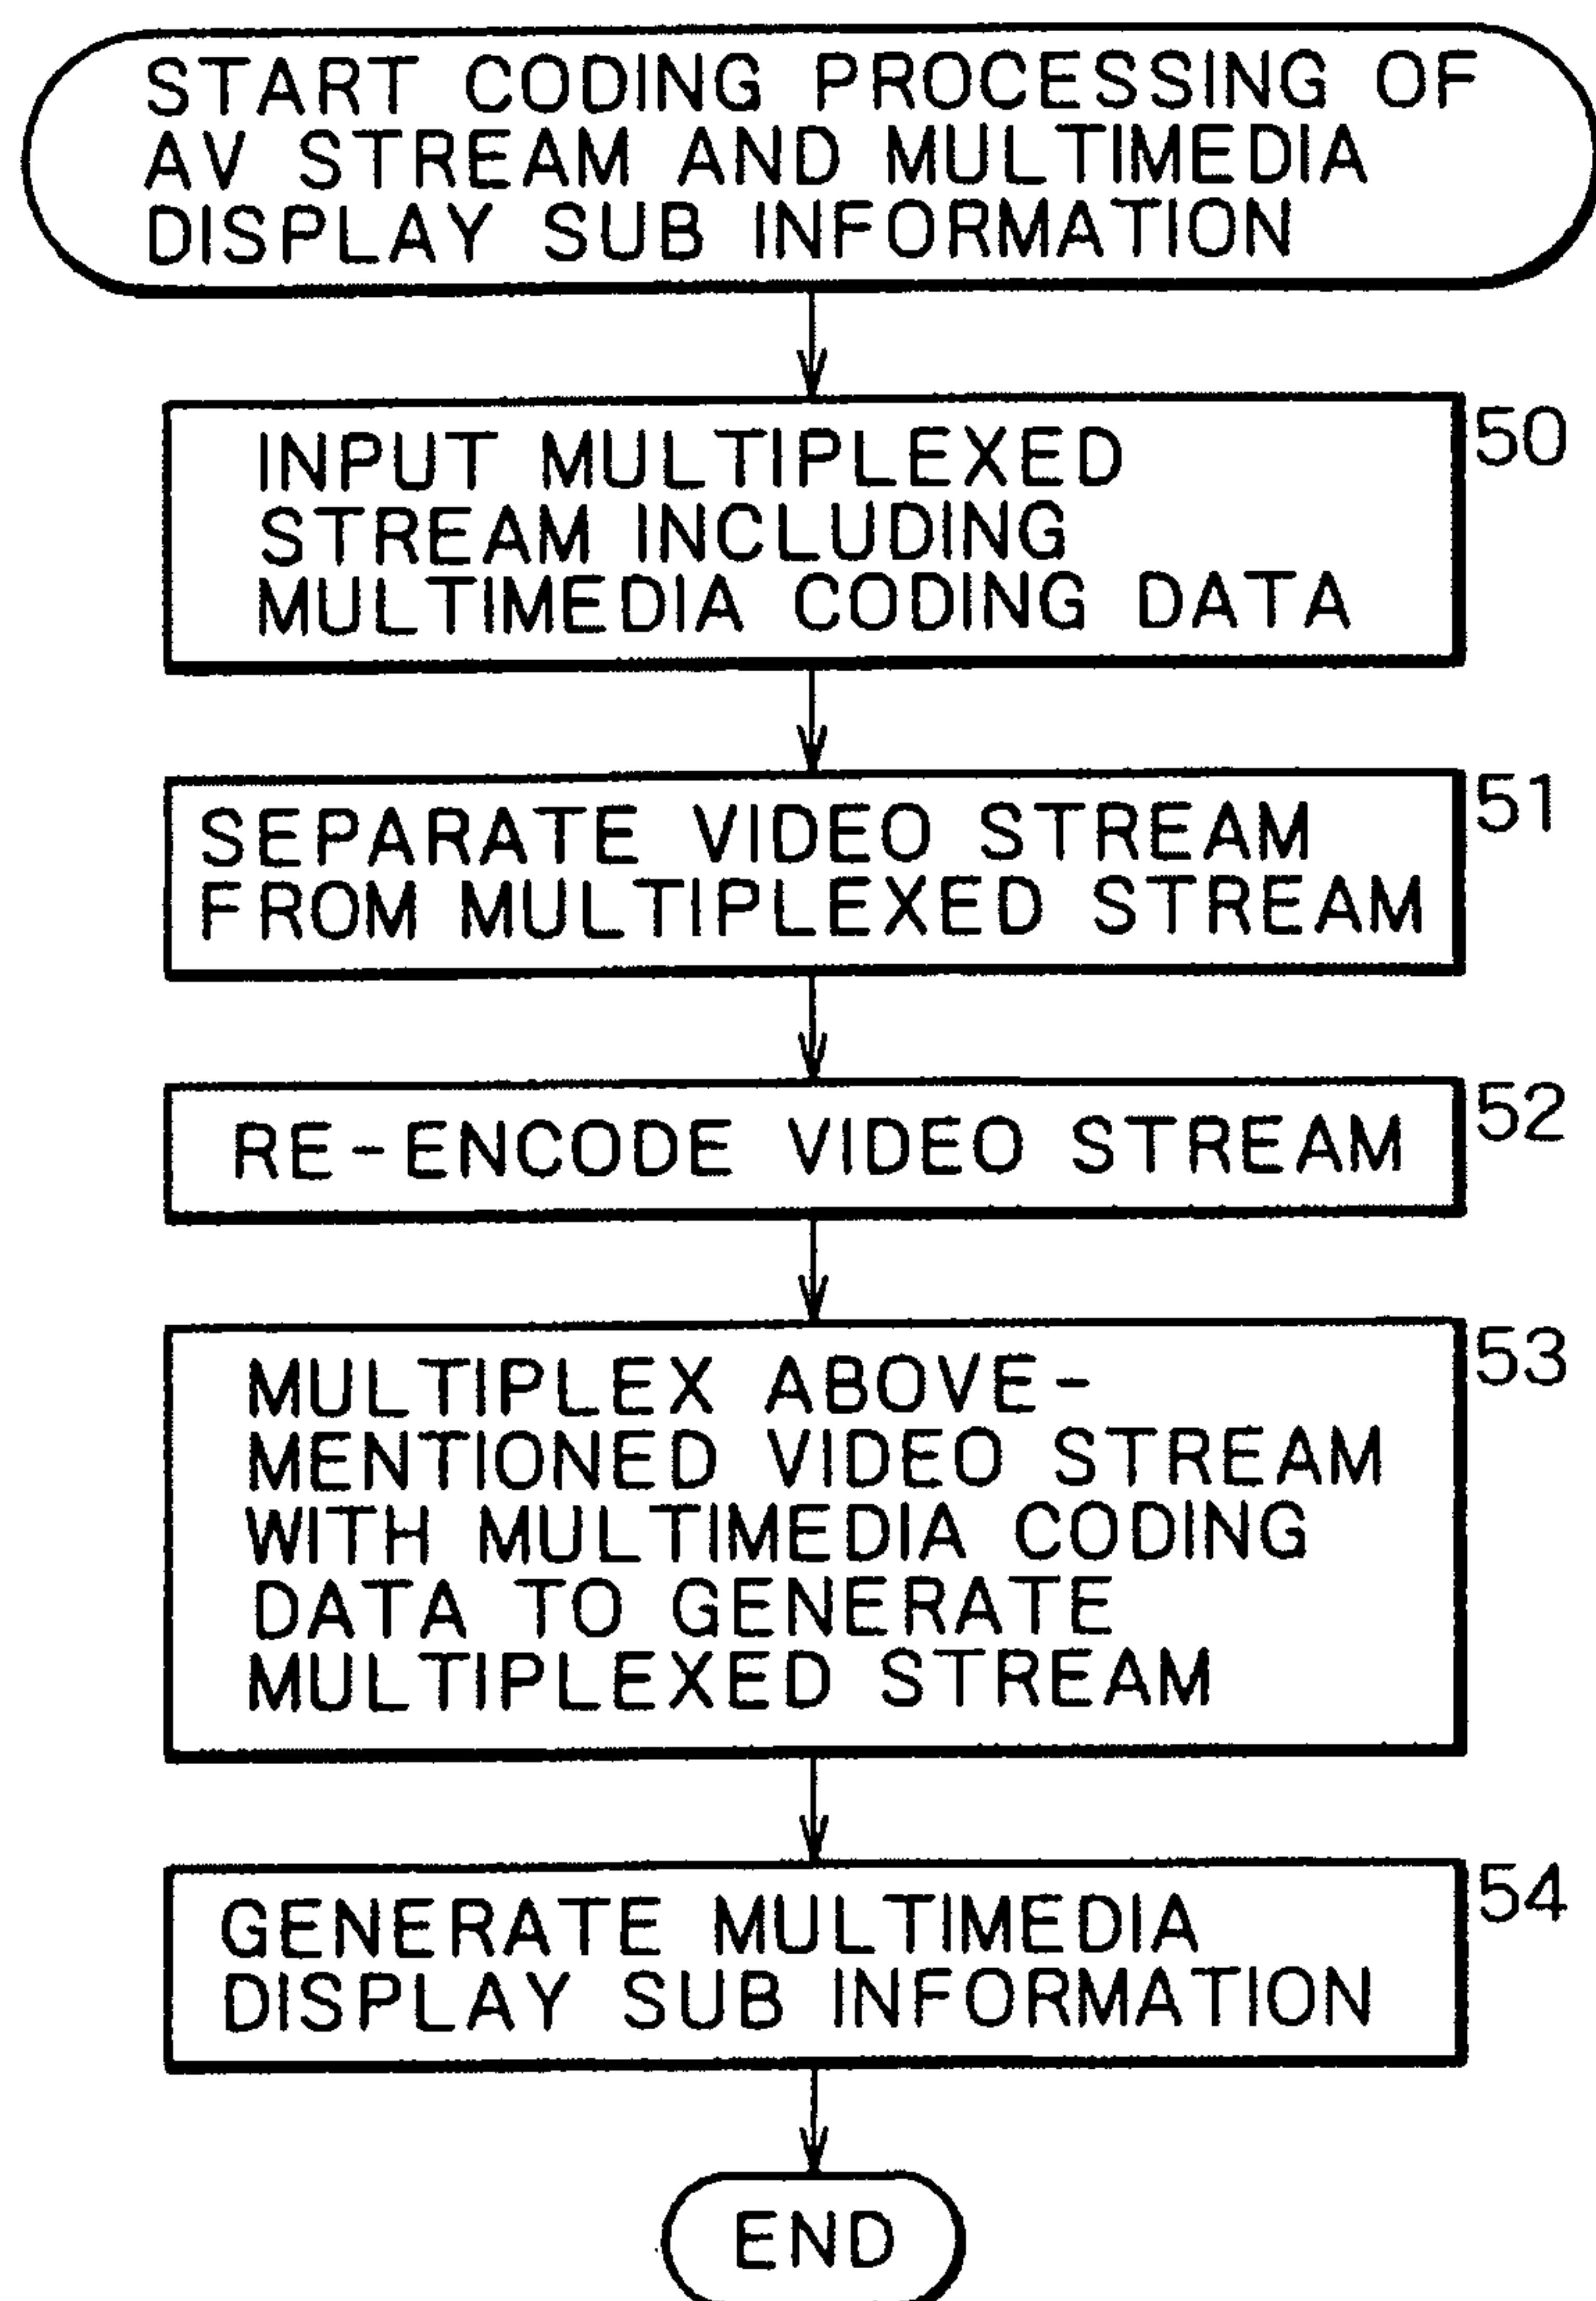 START CODING PROCESSING OF
AV STREAM AND MULTIMEDIA
DISPLAY SUB INFORMATION
50
INPUT MULTIPLEXED
STREAM INCLUDING
MULTIMEDIA CODING DATA
51
SEPARATE VIDEO STREAM
FROM MULTIPLEXED STREAM
52
RE-ENCODE VIDEO STREAM
53
MULTIPLEX ABOVE-
MENTIONED VIDEO STREAM
WITH MULTIMEDIA CODING
DATA TO GENERATE
MULTIPLEXED STREAM
54
GENERATE MULTIMEDIA
DISPLAY SUB INFORMATION
END